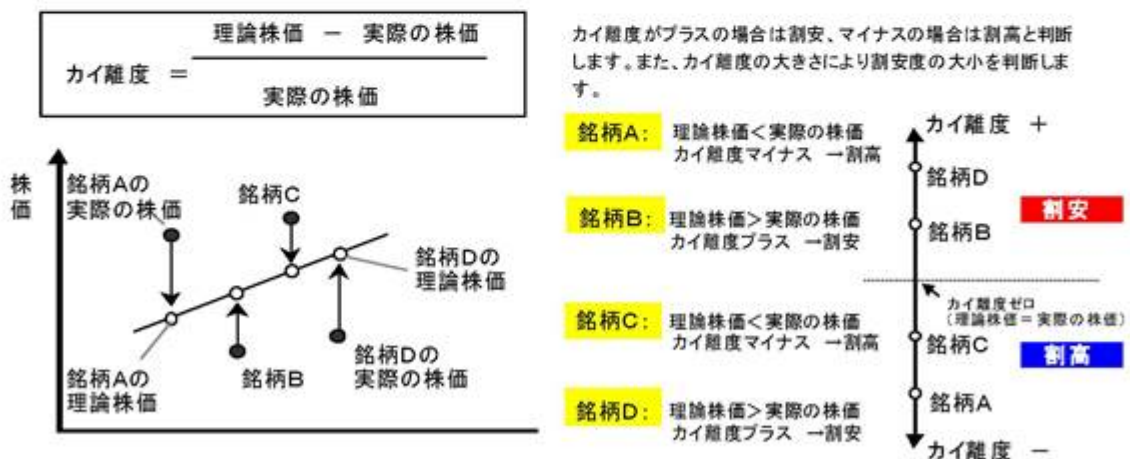 カイ離度 ＝
理論株価 － 実際の株価
実際の株価
株価
銘柄Aの
実際の株価
銘柄C
銘柄Dの
理論株価
銘柄Aの
理論株価
銘柄B
銘柄Dの
実際の株価
カイ離度がプラスの場合は割安、マイナスの場合は割高と判断
します。また、カイ離度の大きさにより割安度の大小を判断しま
す。
銘柄A： 理論株価＜実際の株価
カイ離度マイナス →割高
銘柄B： 理論株価＞実際の株価
カイ離度プラス →割安
銘柄C： 理論株価＜実際の株価
カイ離度マイナス →割高
銘柄D： 理論株価＞実際の株価
カイ離度プラス →割安
カイ離度 ＋
銘柄D
割安
銘柄B
カイ離度ゼロ
（理論株価＝実際の株価）
銘柄C
割高
銘柄A
カイ離度 －